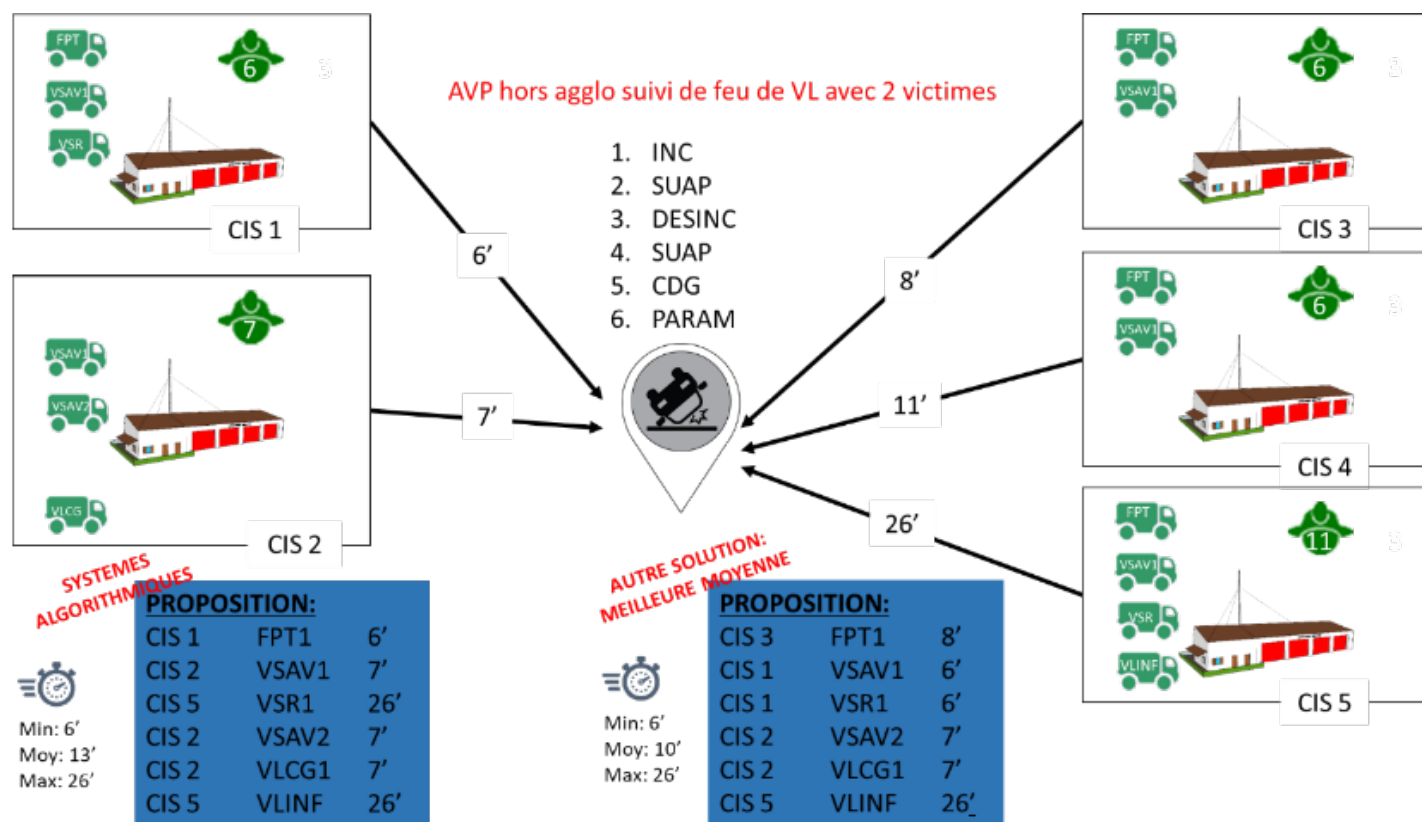 FPT
6
3
VSAV1
VSR
CIS 1
6’
7
VSAV1
VSAV2
VLCG
CIS 2
7’
AVP hors agglo suivi de feu de VL avec 2 victimes
1. INC
2. SUAP
3. DESINC
4. SUAP
5. CDG
6. PARAM
FPT
6
3
VSAV1
CIS 3
8’
FPT
6
3
VSAV1
CIS 4
11’
FPT
11
5
VSAV1
VSR
VLINF
CIS 5
26’
SYSTEMES
ALGORITHMIQUES
PROPOSITION:
CIS 1 FPT1 6’
CIS 2 VSAV1 7’
CIS 5 VSR1 26’
CIS 2 VSAV2 7’
CIS 2 VLCG1 7’
CIS 5 VLINF 26’
Min: 6’
Moy: 13’
Max: 26’
AUTRE SOLUTION:
MEILLEURE MOYENNE
PROPOSITION:
CIS 3 FPT1 8’
CIS 1 VSAV1 6’
CIS 1 VSR1 6’
CIS 2 VSAV2 7’
CIS 2 VLCG1 7’
CIS 5 VLINF 26’
Min: 6’
Moy: 10’
Max: 26’